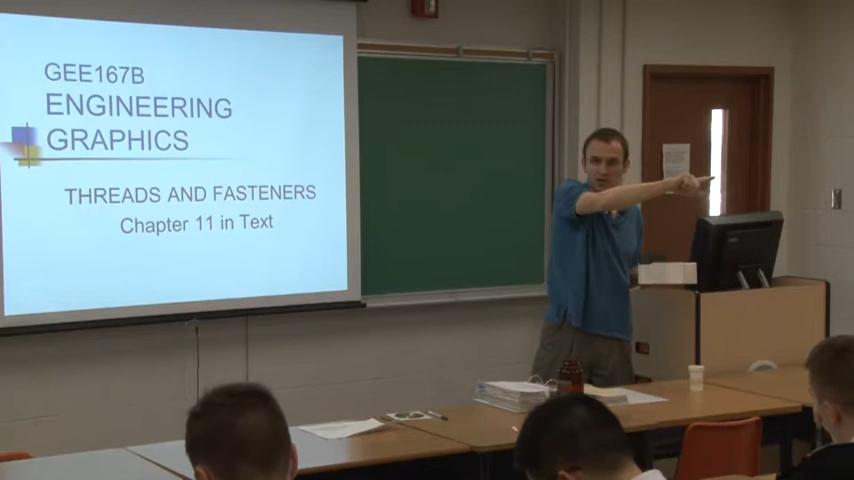 GEE167B
ENGINEERING
GRAPHICS
THREADS AND FASTENERS
Chapter 11 in Text